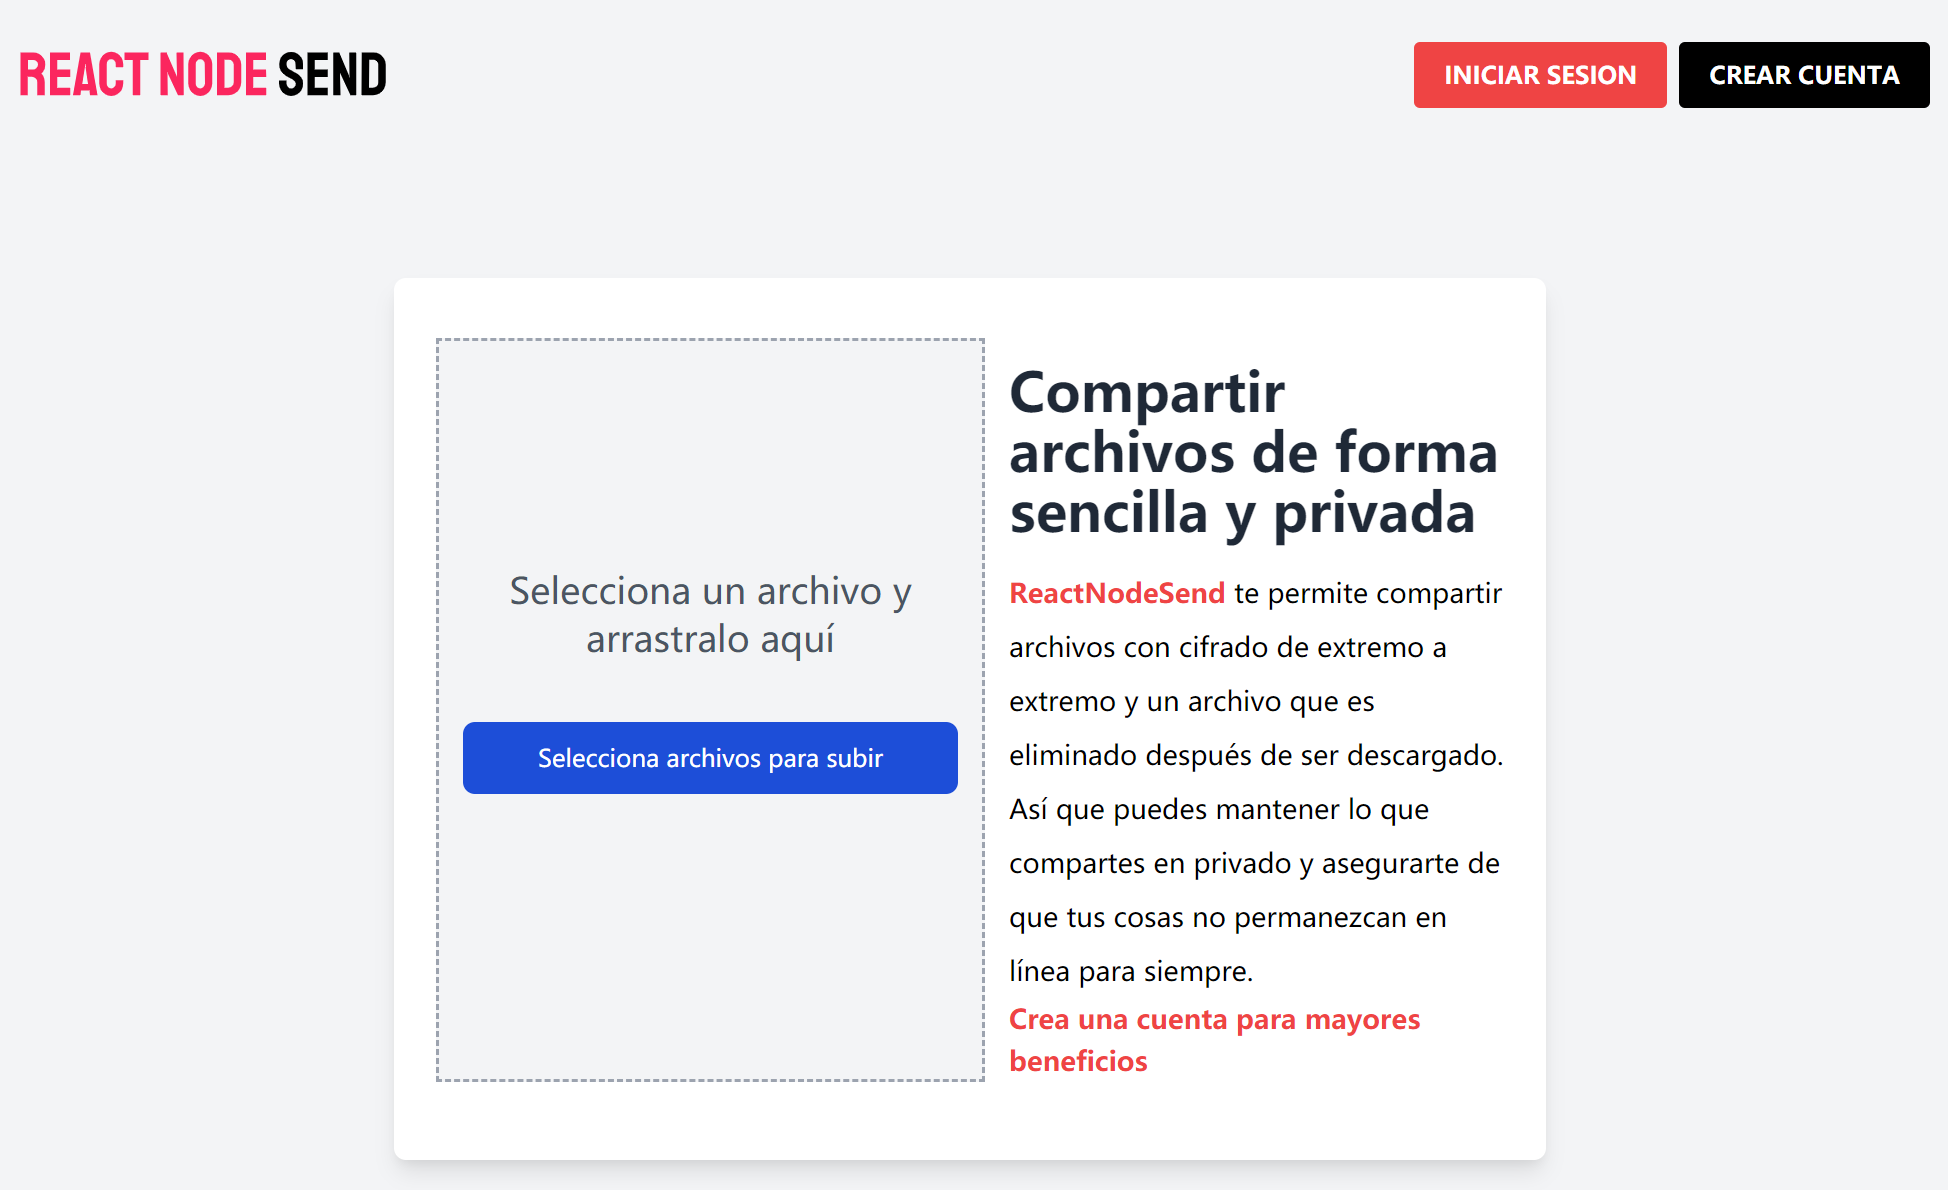 REACT NODE SEND
INICIAR SESION
CREAR CUENTA
Selecciona un archivo y
arrastralo aquí
Selecciona archivos para subir
Compartir
archivos de forma
sencilla y privada
ReactNodeSend te permite compartir
archivos con cifrado de extremo a
extremo y un archivo que es
eliminado después de ser descargado.
Así que puedes mantener lo que
compartes en privado y asegurarte de
que tus cosas no permanezcan en
línea para siempre.
Crea una cuenta para mayores
beneficios